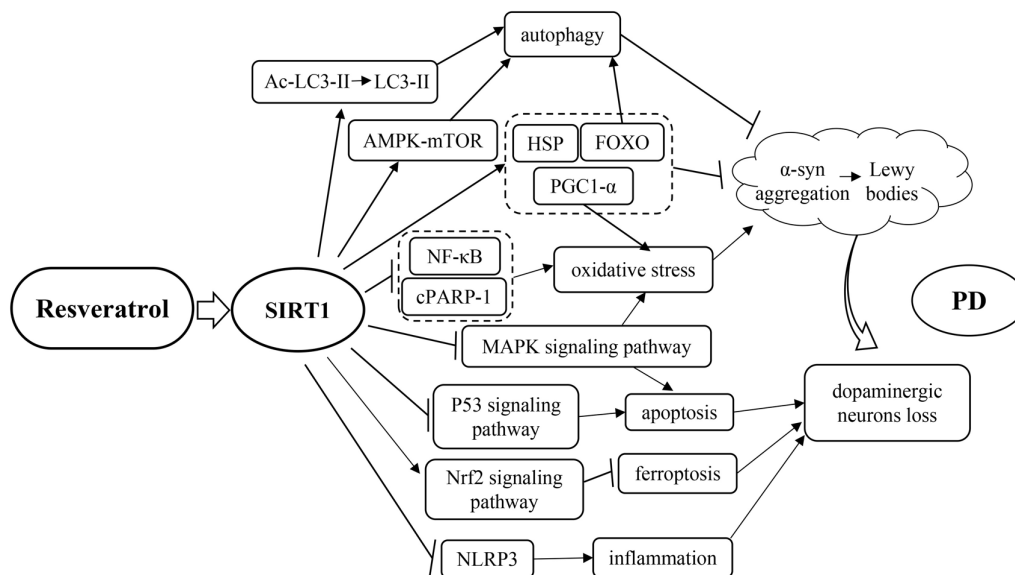 autophagy
Ac-LC3-II LC3-II
AMPK-mTOR
HSP FOXO
PGC1-α
α-syn Lewy
aggregation bodies
NF-κB
cPARP-1
oxidative stress
Resveratrol
SIRT1
PD
MAPK signaling pathway
P53 signaling
pathway
apoptosis
dopaminergic
neurons loss
Nrf2 signaling
pathway
ferroptosis
NLRP3
inflammation